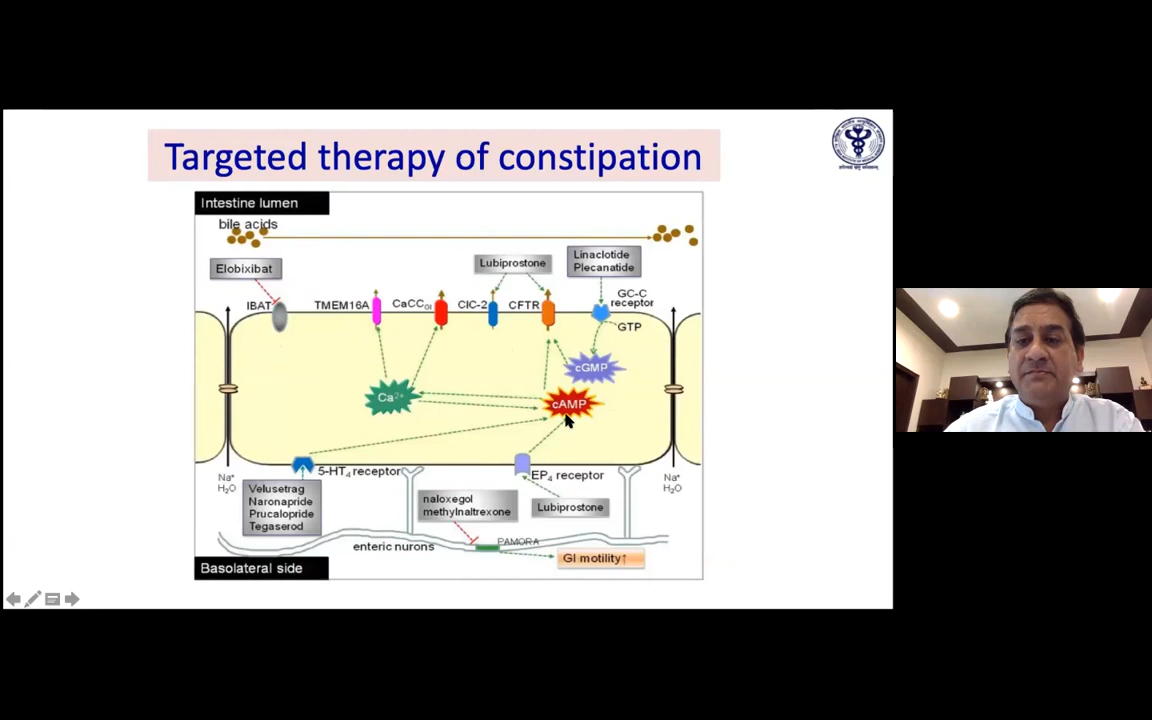 Targeted therapy of constipation
Intestine lumen
bile acids
Elobixibat
Lubiprostone
Linaclotide
Plecanatide
IBAT
TMEM16A
CaCC
ClC-2
CFTR
GC-C
receptor
GTP
cGMP
Ca2+
cAMP
5-HT4 receptor
EP4 receptor
Na+
H2O
Velusetrag
Naronapride
Prucalopride
Tegaserod
naloxegol
methylnaltrexone
Lubiprostone
Na+
H2O
enteric nurons
PAMORA
GI motility↑
Basolateral side